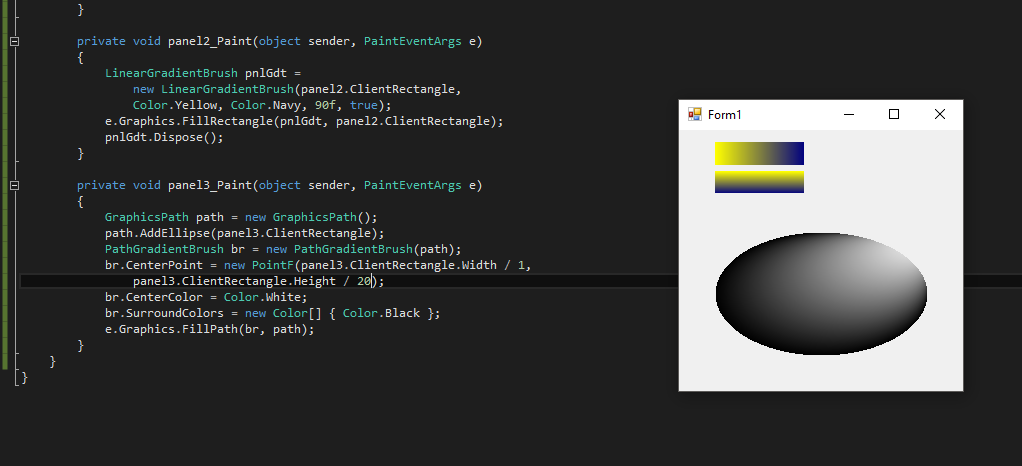 }
private void panel2_Paint(object sender, PaintEventArgs e)
{
LinearGradientBrush pnlGdt =
new LinearGradientBrush(panel2.ClientRectangle,
Color.Yellow, Color.Navy, 90f, true);
e.Graphics.FillRectangle(pnlGdt, panel2.ClientRectangle);
pnlGdt.Dispose();
}
private void panel3_Paint(object sender, PaintEventArgs e)
{
GraphicsPath path = new GraphicsPath();
path.AddEllipse(panel3.ClientRectangle);
PathGradientBrush br = new PathGradientBrush(path);
br.CenterPoint = new PointF(panel3.ClientRectangle.Width / 1,
panel3.ClientRectangle.Height / 20);
br.CenterColor = Color.White;
br.SurroundColors = new Color[] { Color.Black };
e.Graphics.FillPath(br, path);
}
}
}
Form1